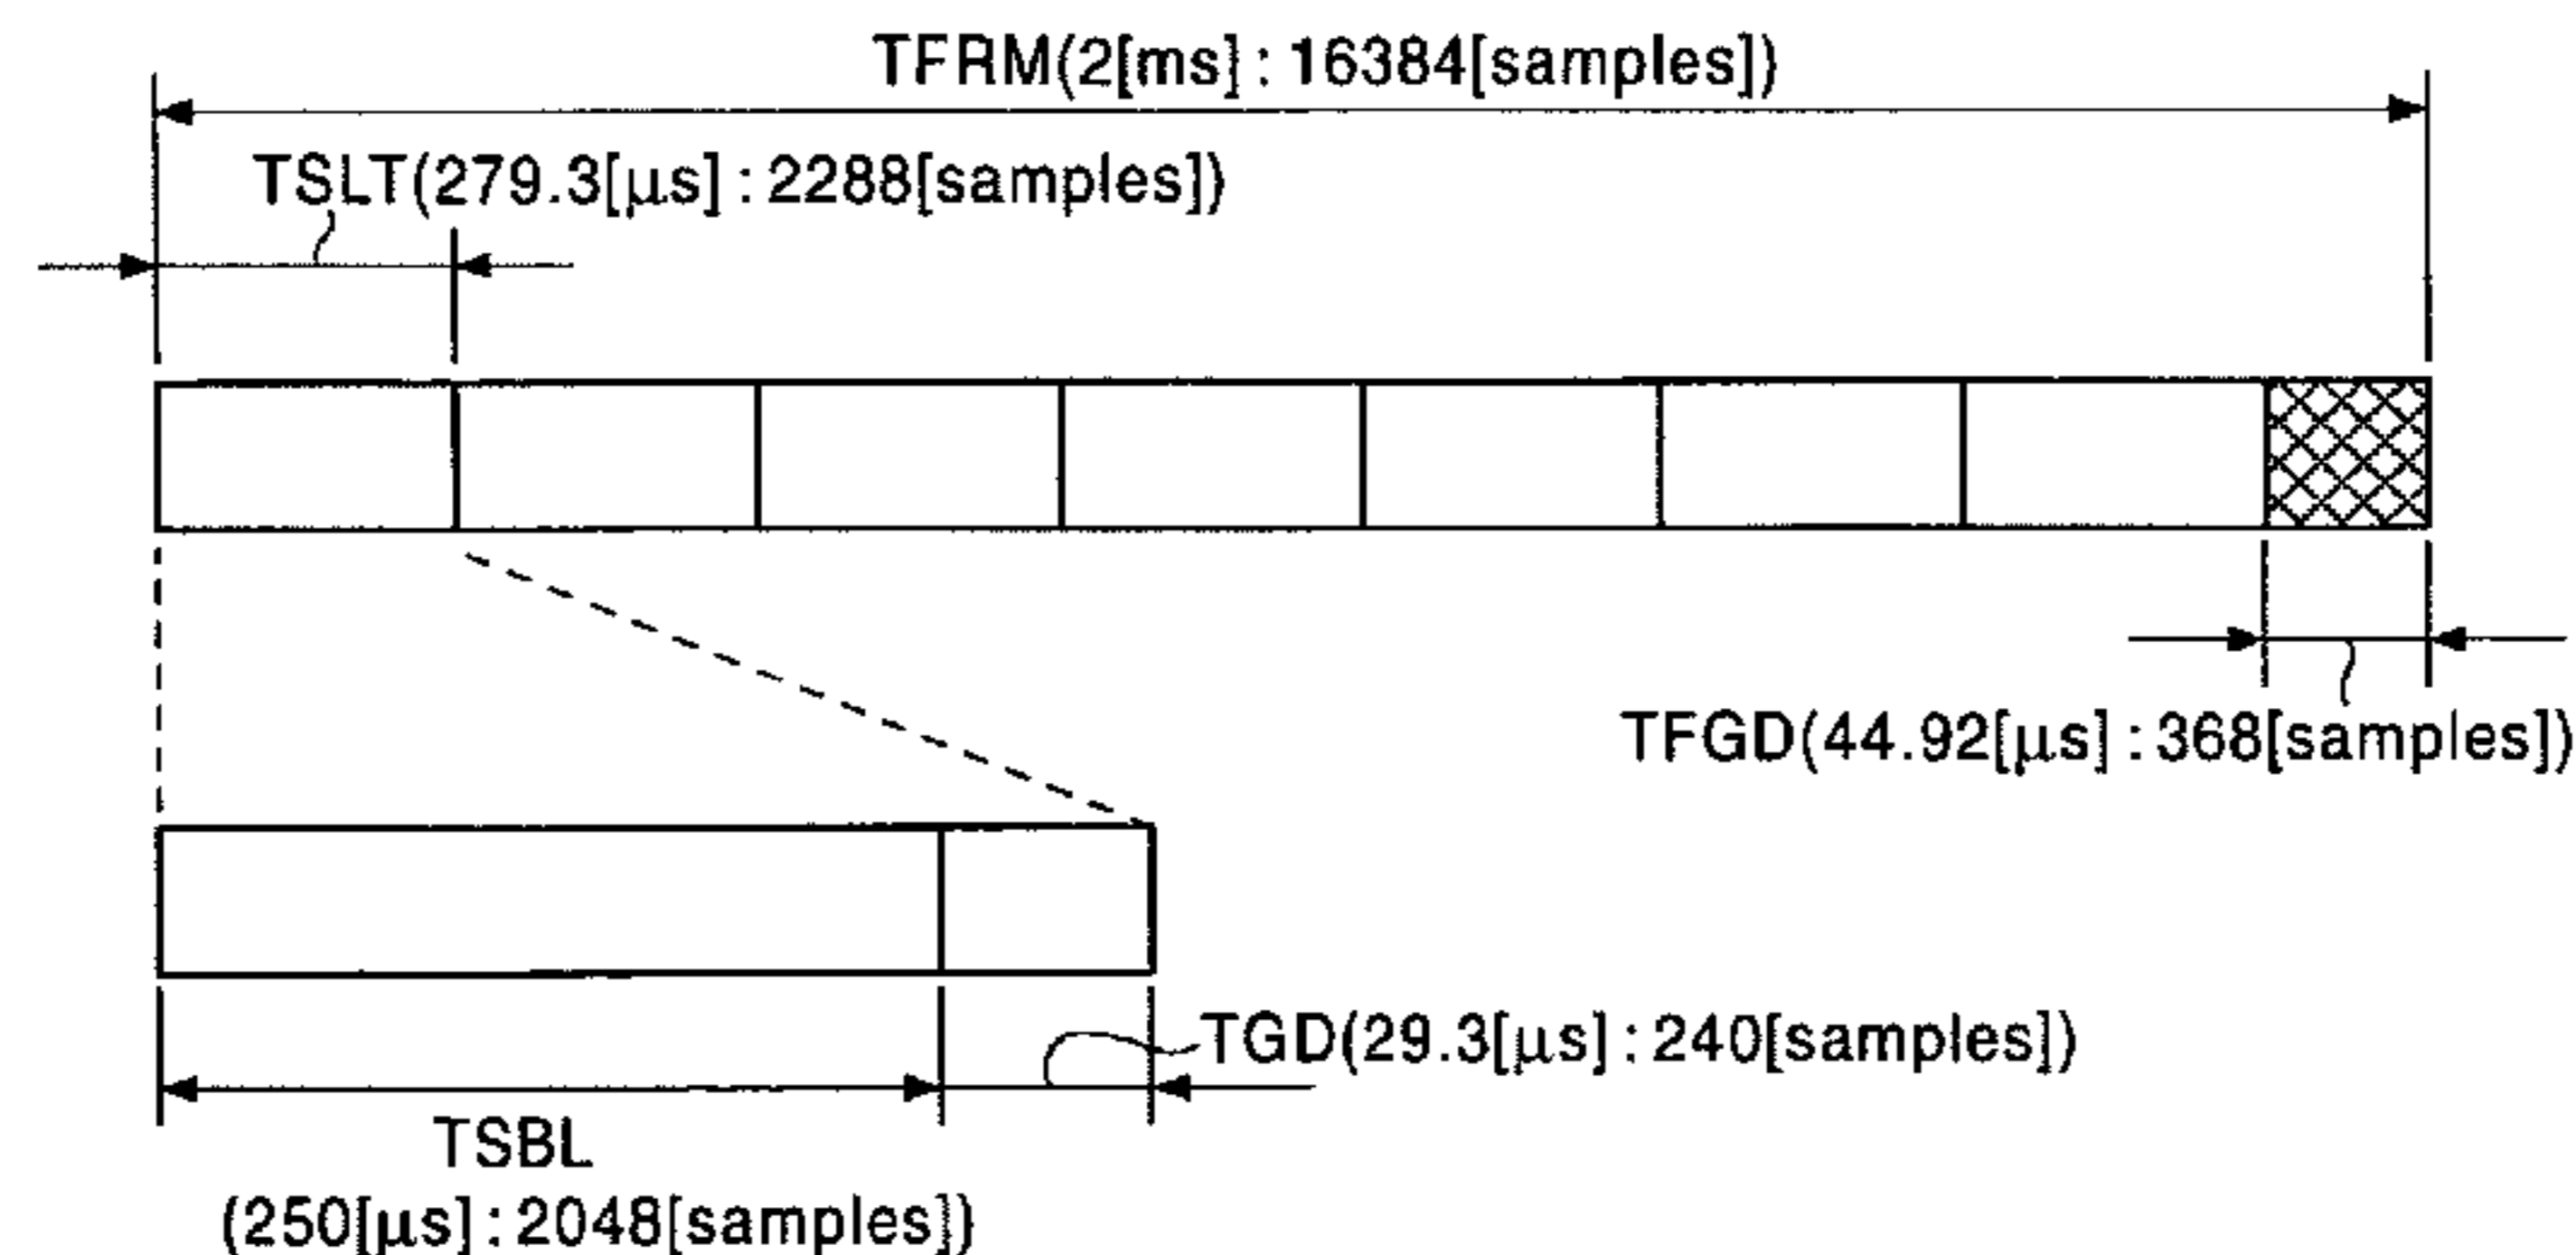 TFRM(2[ms]:16384[samples])
TSLT(279.3[μs]:2288[samples])
TFGD(44.92[μs]:368[samples])
TGD(29.3[μs]:240[samples])
TSBL
(250[μs]:2048[samples])